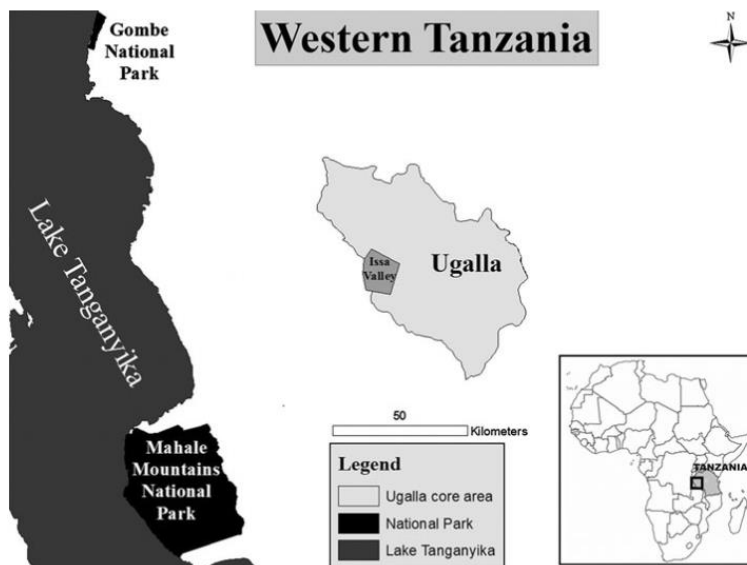 Gombe
National
Park
Western Tanzania
N
Lake Tanganyika
Issa
Valley
Ugalla
50
Kilometers
Mahale
Mountains
National
Park
Legend
Ugalla core area
National Park
Lake Tanganyika
TANZANIA